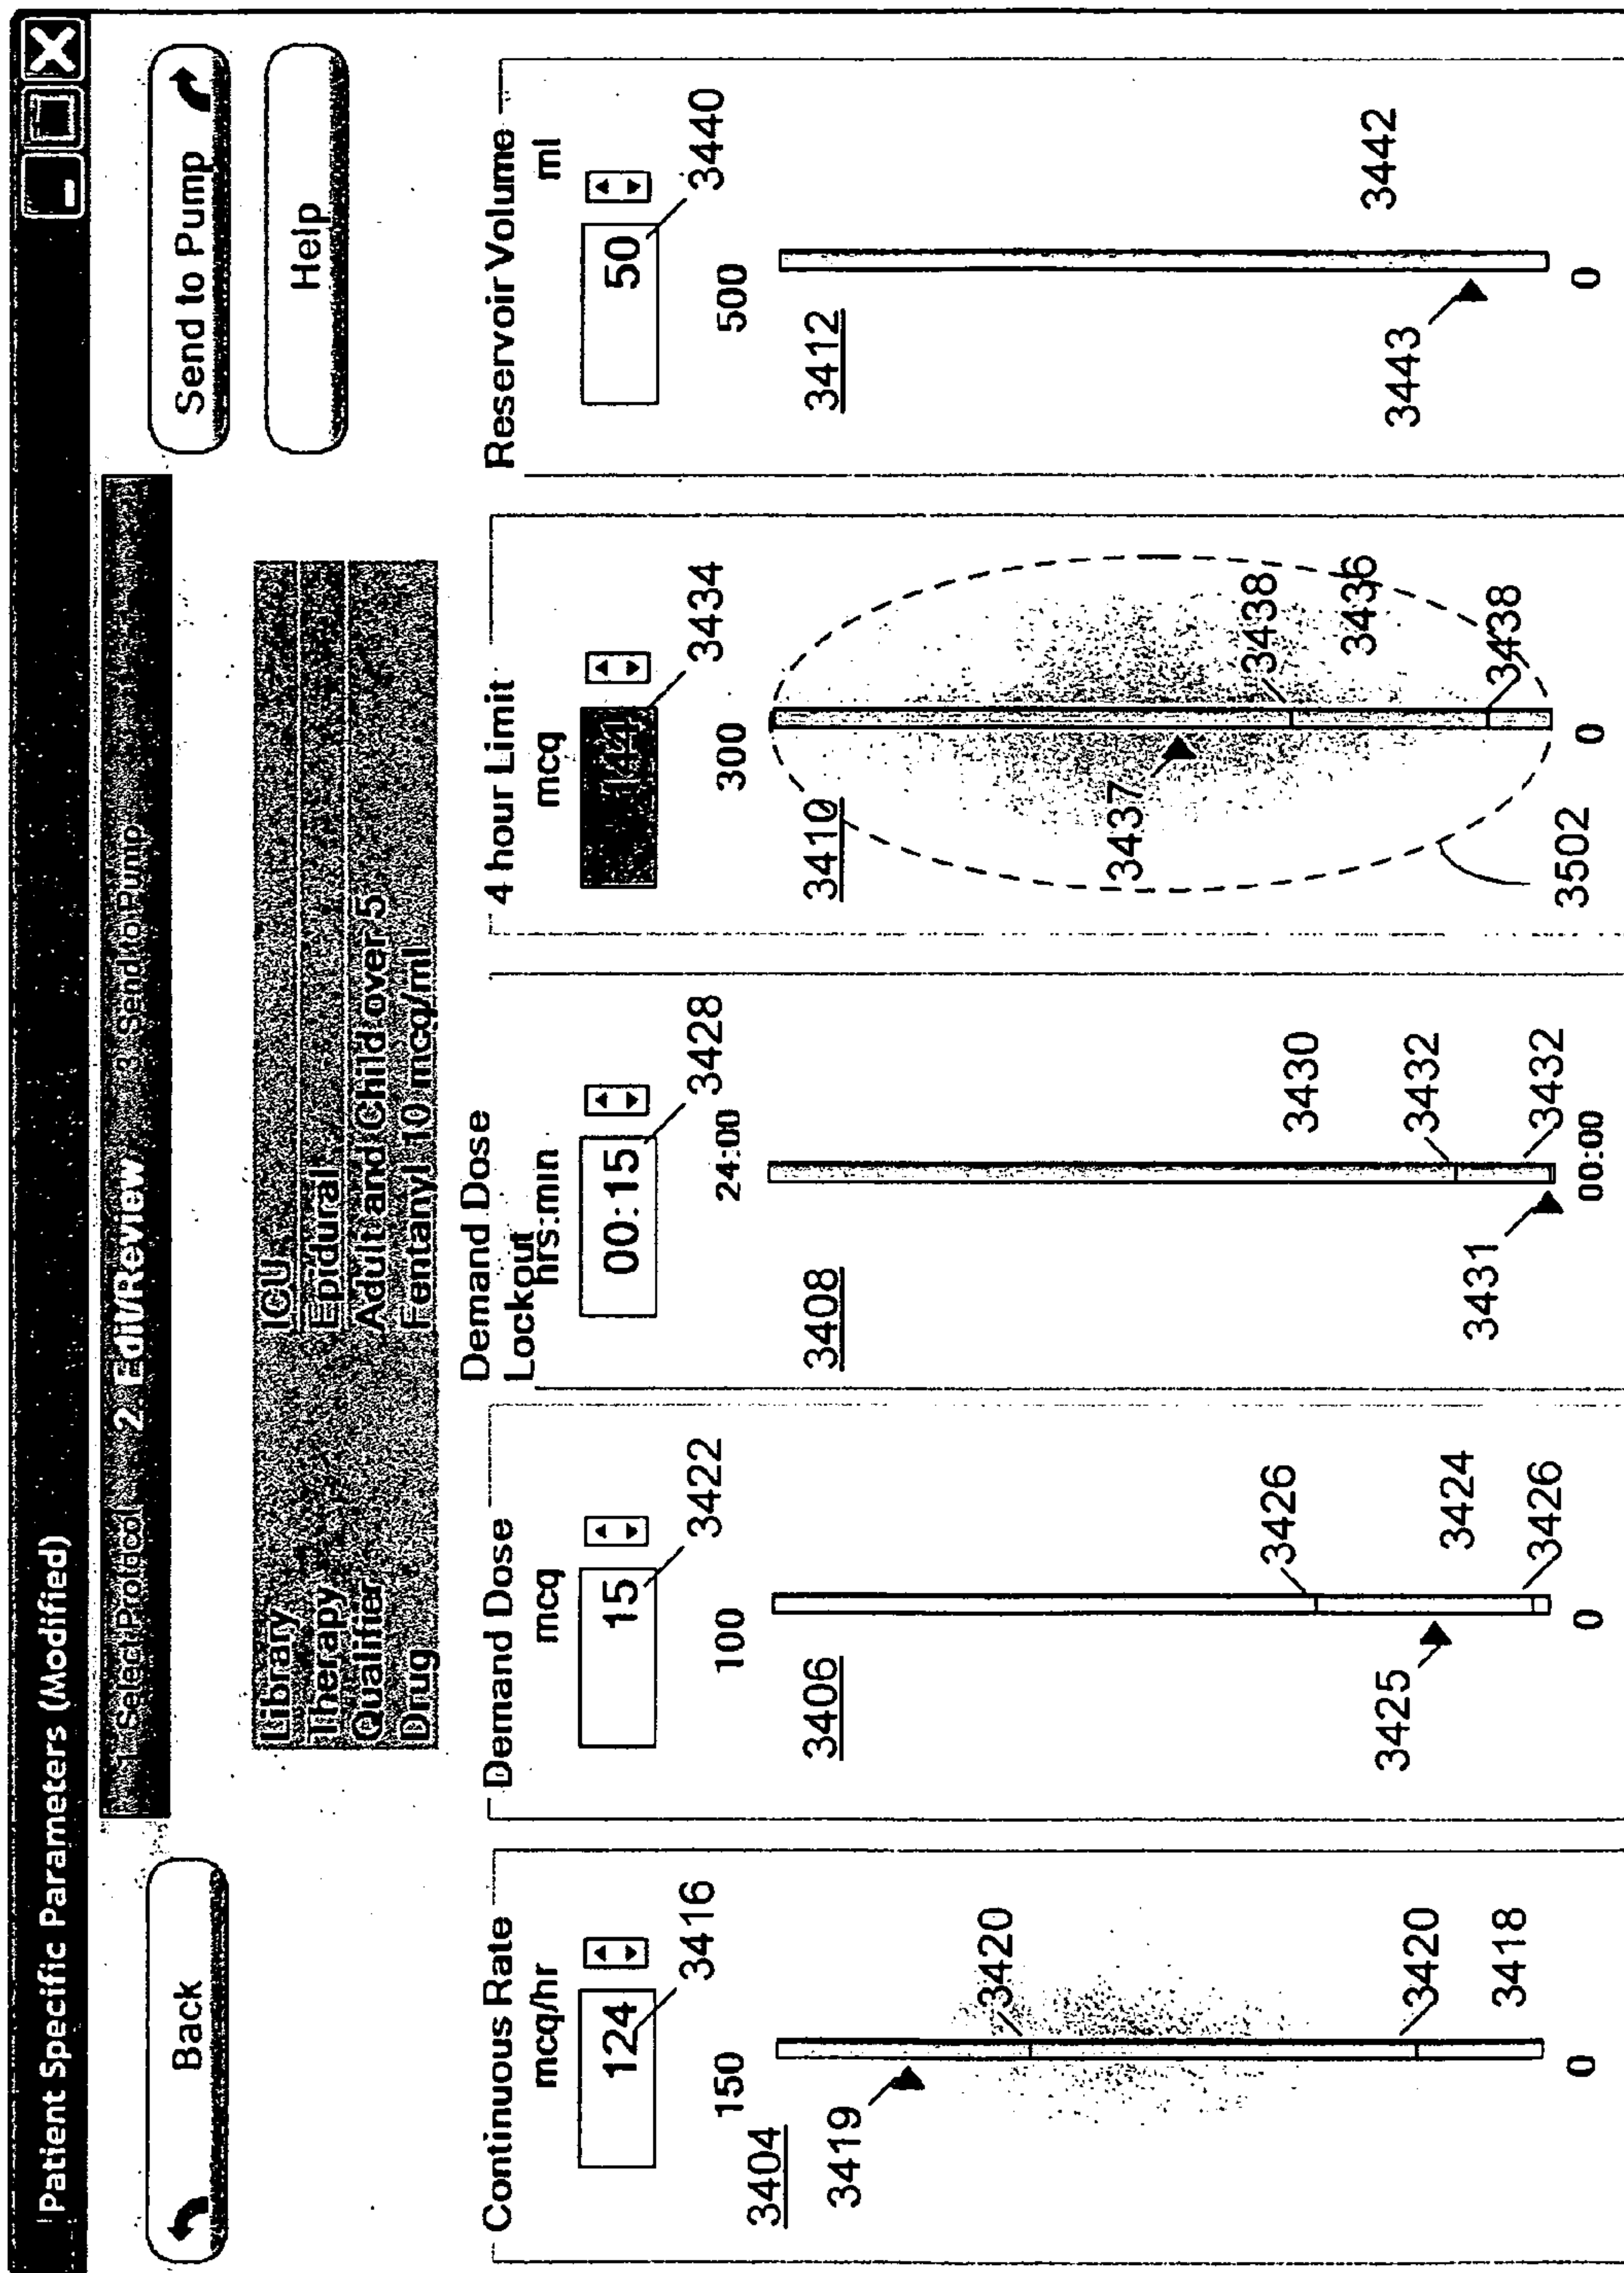 Patient Specific Parameters (Modified)
Back
1 Select Protocol 2 Edit/Review 3 Send to Pump
Send to Pump
Help
Library ICU
Therapy Epidural
Qualifier Adult and Child over 5
Drug Fentanyl 10 mcg/ml
Continuous Rate
mcg/hr
124
3416
150
3404
3419
3420
3420
3418
0
Demand Dose
mcg
15
3422
100
3406
3426
3425
3424
3426
0
Demand Dose
Lockout
hrs:min
00:15
3428
24:00
3408
3430
3432
3431
3432
00:00
4 hour Limit
mcg
144
3434
300
3410
3437
3438
3436
3438
3502
0
Reservoir Volume
ml
50
3440
500
3412
3442
3443
0